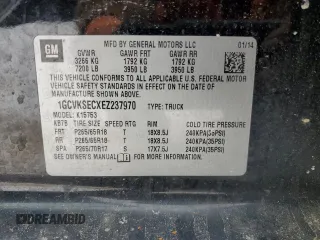 GM
MFD BY GENERAL MOTORS LLC 01/14
GVWR GAWR FRT GAWR RR
3266 KG 1792 KG 1792 KG
7200 LB 3950 LB 3950 LB
THIS VEHICLE CONFORMS TO ALL APPLICABLE U.S. FEDERAL MOTOR VEHICLE SAFETY AND THEFT PREVENTION STANDARDS IN EFFECT ON THE DATE OF MANUFACTURE SHOWN ABOVE.
1GCVKSECXEZ237970 TYPE: TRUCK
MODEL: K15753
TIRE SIZE SPEED RTG RIM COLD TIRE PRESSURE
FRT P265/65R18 T 18X8.5J 240KPA(35PSI)
RR P265/65R18 T 18X8.5J 240KPA(35PSI)
SPA P265/70R17 S 17X7.5J 240KPA(35PSI)
SEE OWNER'S MANUAL FOR ADDITIONAL INFORMATION